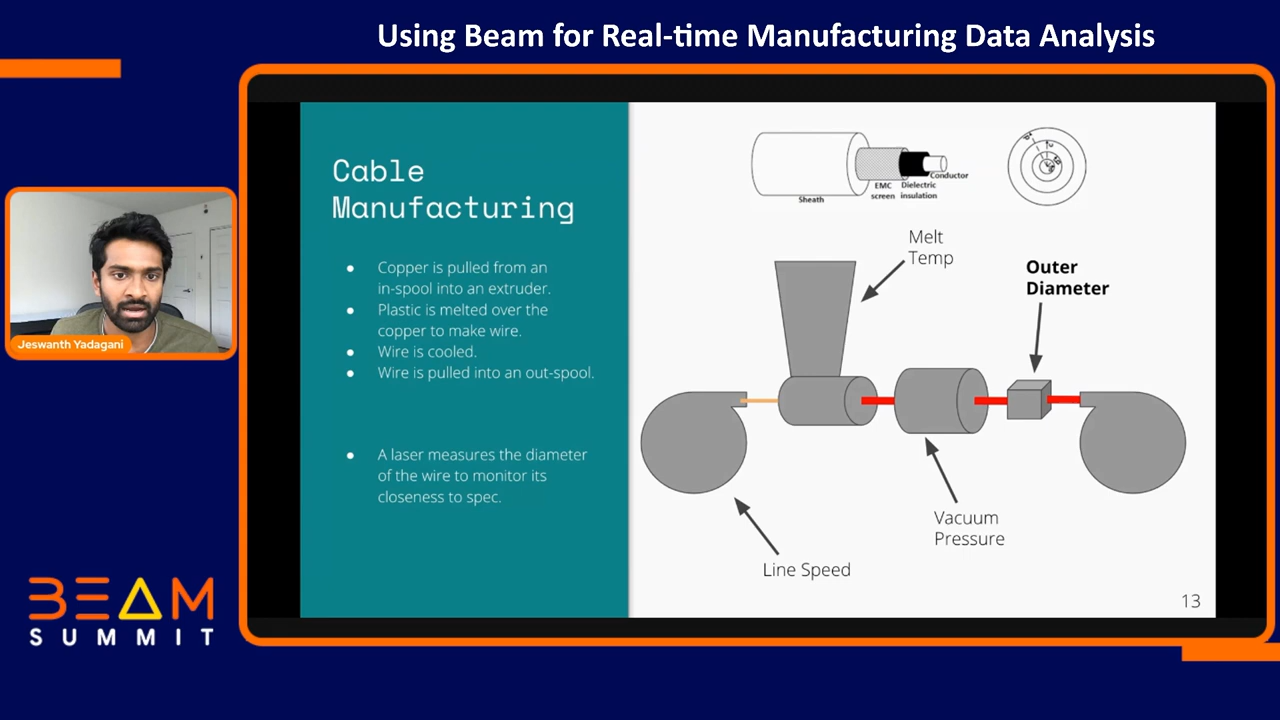 Using Beam for Real-time Manufacturing Data Analysis
Jeswanth Yadagani
BEAM
SUMMIT
Cable
Manufacturing
● Copper is pulled from an
in-spool into an extruder.
● Plastic is melted over the
copper to make wire.
● Wire is cooled.
● Wire is pulled into an out-spool.
● A laser measures the diameter
of the wire to monitor its
closeness to spec.
Conductor
EMC
screen
Dielectric
insulation
Sheath
Melt
Temp
Outer
Diameter
Vacuum
Pressure
Line Speed
13